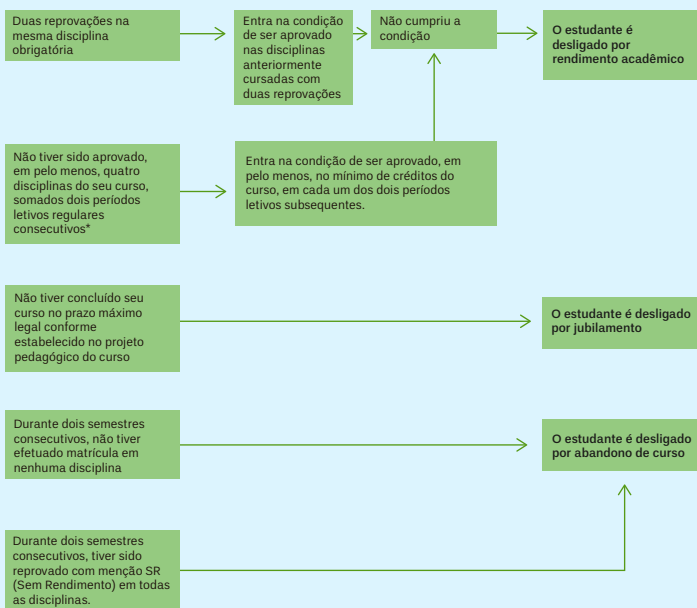 Duas reprovações na
mesma disciplina
obrigatória
Entra na condição
de ser aprovado
nas disciplinas
anteriormente
cursadas com
duas reprovações
Não cumpriu a
condição
O estudante é
desligado por
rendimento acadêmico
Não tiver sido aprovado,
em pelo menos, quatro
disciplinas do seu curso,
somados dois períodos
letivos regulares
consecutivos*
Entra na condição de ser aprovado, em
pelo menos, no mínimo de créditos do
curso, em cada um dos dois períodos
letivos subsequentes.
Não tiver concluído seu
curso no prazo máximo
legal conforme
estabelecido no projeto
pedagógico do curso
O estudante é desligado
por jubilamento
Durante dois semestres
consecutivos, não tiver
efetuado matrícula em
nenhuma disciplina
O estudante é desligado
por abandono de curso
Durante dois semestres
consecutivos, tiver sido
reprovado com menção SR
(Sem Rendimento) em todas
as disciplinas.